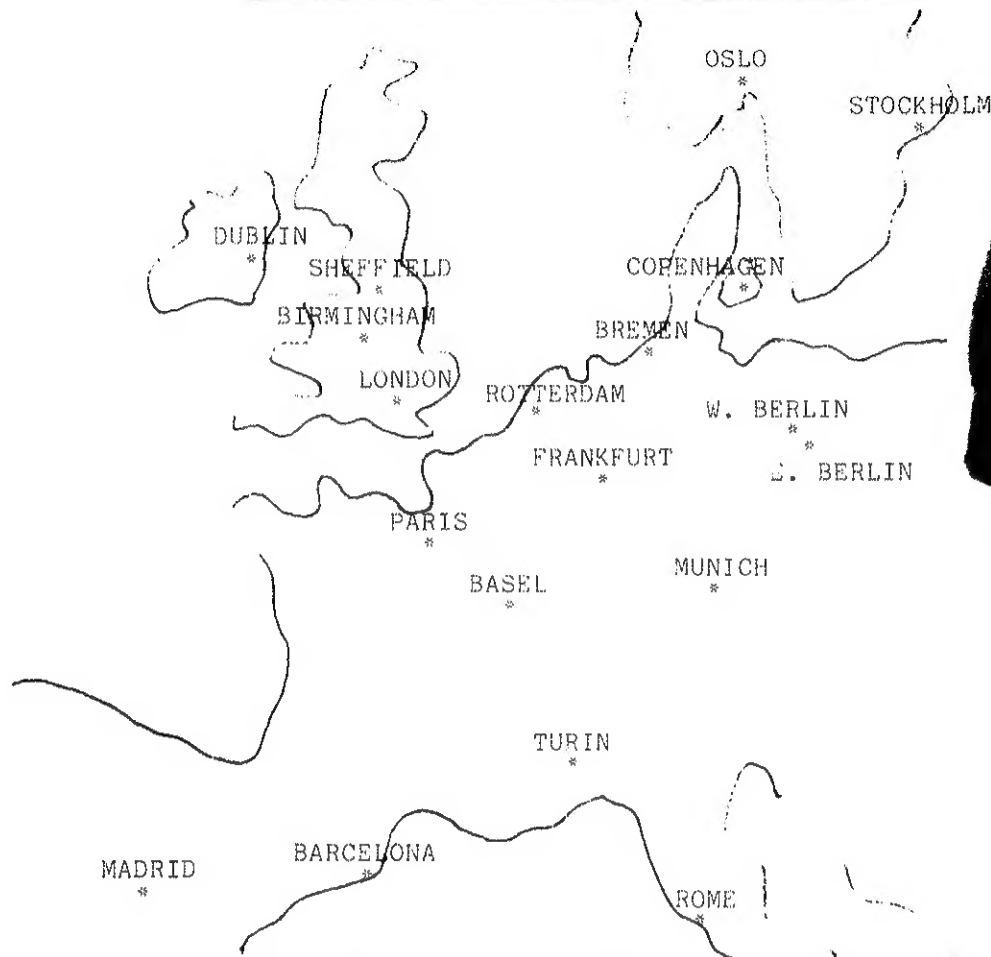 OSLO
STOCKHOLM
DUBLIN
SHEFFIELD
COPENHAGEN
BIRMINGHAM
BREMEN
LONDON
ROTTERDAM
W. BERLIN
FRANKFURT
E. BERLIN
PARIS
BASEL
MUNICH
TURIN
BARCELONA
MADRID
ROME